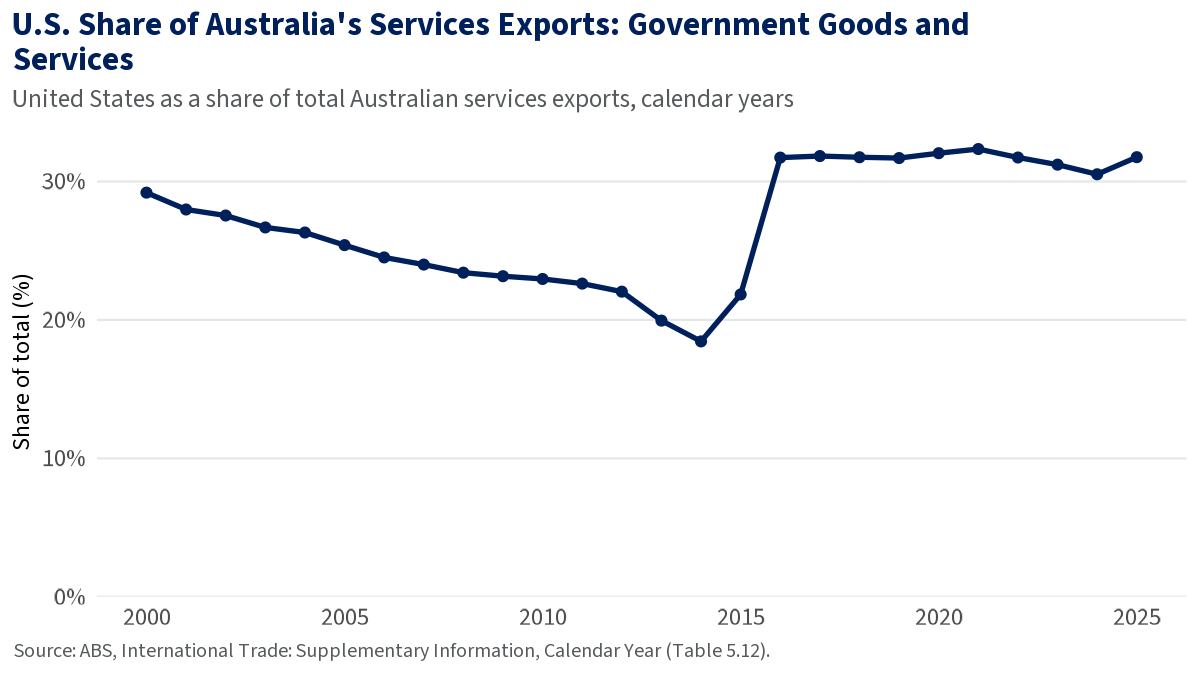 U.S. Share of Australia's Services Exports: Government Goods and
Services
United States as a share of total Australian services exports, calendar years
Share of total (%)
30%
20%
10%
0%
2000 2005 2010 2015 2020 2025
Source: ABS, International Trade: Supplementary Information, Calendar Year (Table 5.12).